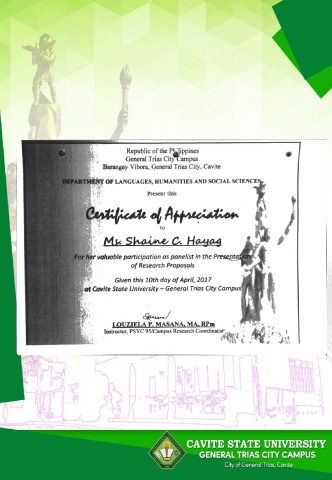 Republic of the Philippines
General Trias City Campus
Barangay Vibora, General Trias City, Cavite
DEPARTMENT OF LANGUAGES, HUMANITIES AND SOCIAL SCIENCES
Present this
Certificate of Appreciation
to
Ms. Shaine C. Hayag
For her valuable participation as panelist in the Presentation
of Research Proposals
Given this 10th day of April, 2017
at Cavite State University – General Trias City Campus
LOUZIELA P. MASANA, MA, RPm
Instructor, PSYC 95/Campus Research Coordinator
CAVITE STATE UNIVERSITY
GENERAL TRIAS CITY CAMPUS
City of General Trias, Cavite